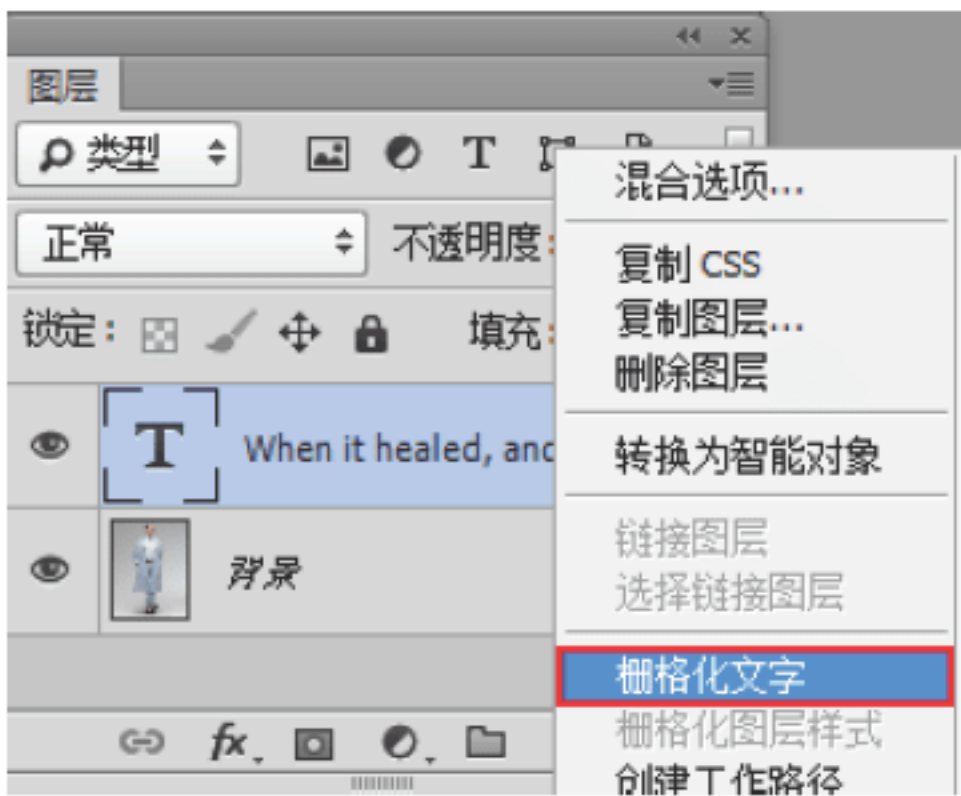 图层
类型
正常
不透明度:
锁定:
填充:
When it healed, and
背景
fx
混合选项...
复制 CSS
复制图层...
删除图层
转换为智能对象
链接图层
选择链接图层
栅格化文字
栅格化图层样式
创建工作路径